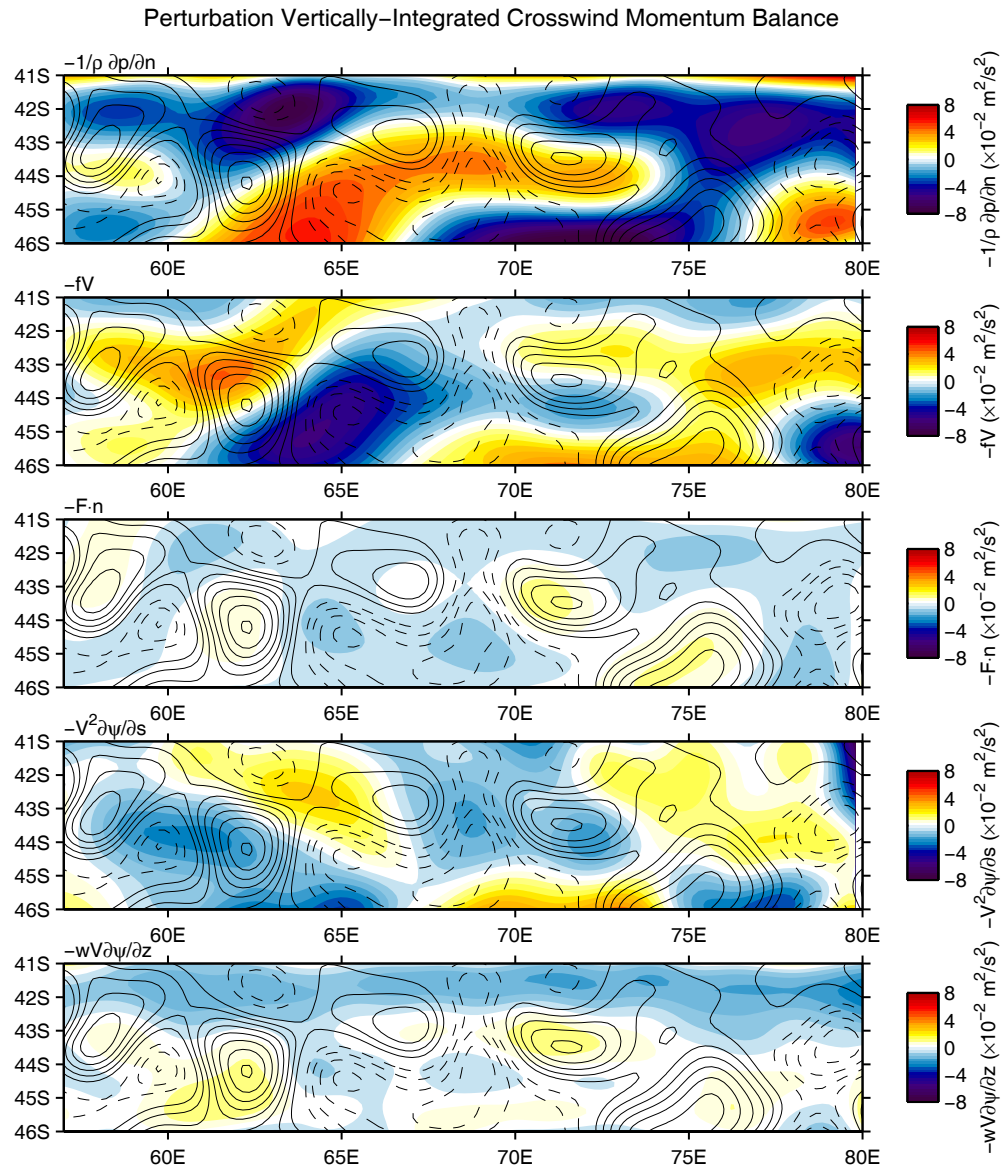 Perturbation Vertically−Integrated Crosswind Momentum Balance
−1/ρ ∂p/∂n
41S
42S
43S
44S
45S
46S
60E 65E 70E 75E 80E
8
4
0
−4
−8
−1/ρ ∂p/∂n (×10⁻² m²/s²)
−fV
41S
42S
43S
44S
45S
46S
60E 65E 70E 75E 80E
8
4
0
−4
−8
−fV (×10⁻² m²/s²)
−F·n
41S
42S
43S
44S
45S
46S
60E 65E 70E 75E 80E
8
4
0
−4
−8
−F·n (×10⁻² m²/s²)
−V²∂ψ/∂s
41S
42S
43S
44S
45S
46S
60E 65E 70E 75E 80E
8
4
0
−4
−8
−V²∂ψ/∂s (×10⁻² m²/s²)
−wV∂ψ/∂z
41S
42S
43S
44S
45S
46S
60E 65E 70E 75E 80E
8
4
0
−4
−8
−wV∂ψ/∂z (×10⁻² m²/s²)